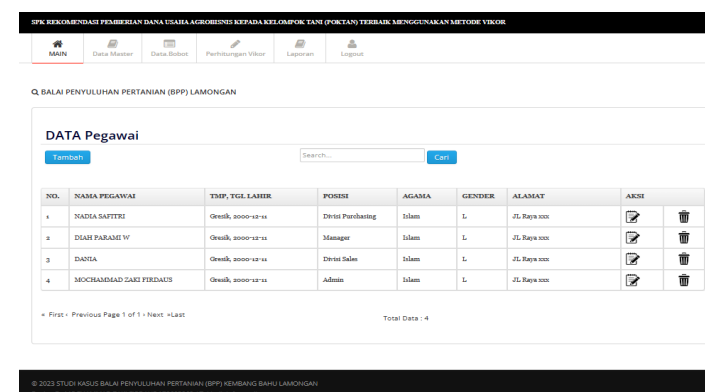 SPK REKOMENDASI PEMBERIAN DANA USAHA AGROBISNIS KEPADA KELOMPOK TANI (POKTAN) TERBAIK MENGGUNAKAN METODE VIKOR
MAIN Data Master Data Bobot Perhitungan Vikor Laporan Logout
BALAI PENYULUHAN PERTANIAN (BPP) LAMONGAN
DATA Pegawai
Tambah Search... Cari
NO. NAMA PEGAWAI TMP, TGL LAHIR POSISI AGAMA GENDER ALAMAT AKSI
1 NADIA SAFITRI Gresik, 2000-12-11 Divisi Purchasing Islam L JL Raya xxx
2 DIAH PARAMI W Gresik, 2000-12-11 Manager Islam L JL Raya xxx
3 DANIA Gresik, 2000-12-11 Divisi Sales Islam L JL Raya xxx
4 MOCHAMMAD ZAKI FIRDAUS Gresik, 2000-12-11 Admin Islam L JL Raya xxx
« First ‹ Previous Page 1 of 1 › Next »Last Total Data : 4
© 2023 STUDI KASUS BALAI PENYULUHAN PERTANIAN (BPP) KEMBANG BAHU LAMONGAN